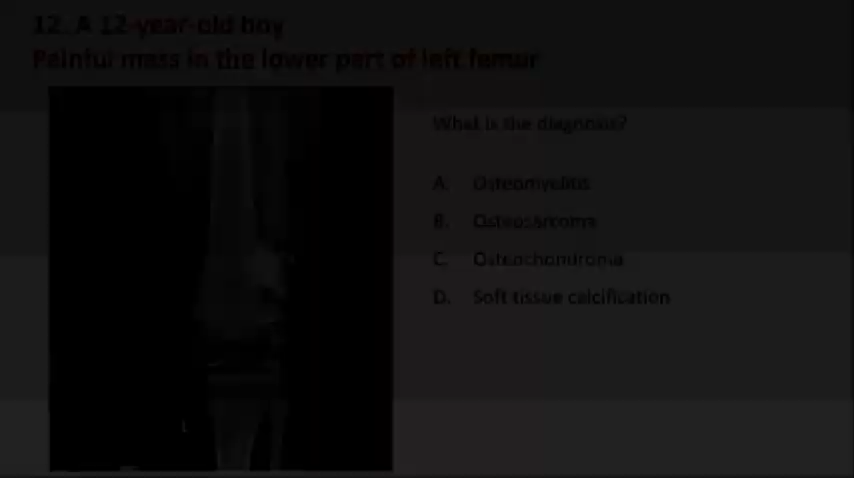 12. A 12-year-old boy
Painful mass in the lower part of left femur
What is the diagnosis?
A. Osteomyelitis
B. Osteosarcoma
C. Osteochondroma
D. Soft tissue calcification
L